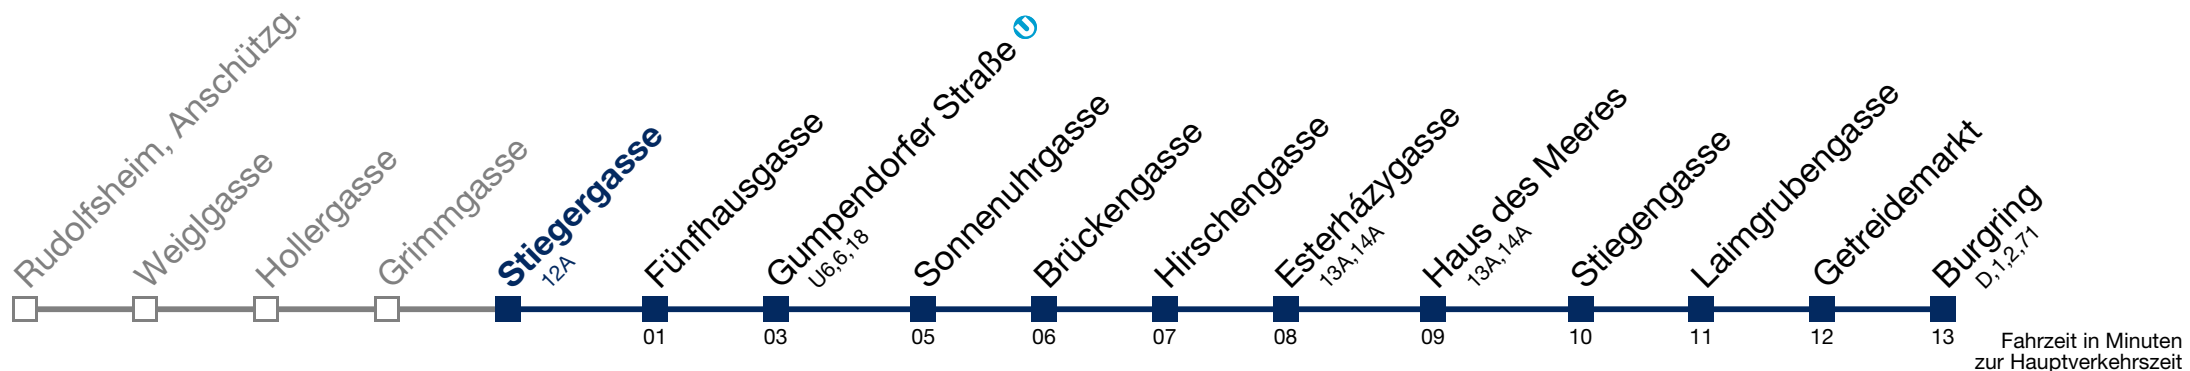 Rudolfsheim, Anschützg.
Weiglgasse
Hollergasse
Grimmgasse
Stiegergasse
12A
Fünfhausgasse
Gumpendorfer Straße U
U6,6,18
Sonnenuhrgasse
Brückengasse
Hirschengasse
Esterházygasse
13A,14A
Haus des Meeres
13A,14A
Stiegengasse
Laimgrubengasse
Getreidemarkt
Burgring
D,1,2,71
01 03 05 06 07 08 09 10 11 12 13
Fahrzeit in Minuten
zur Hauptverkehrszeit